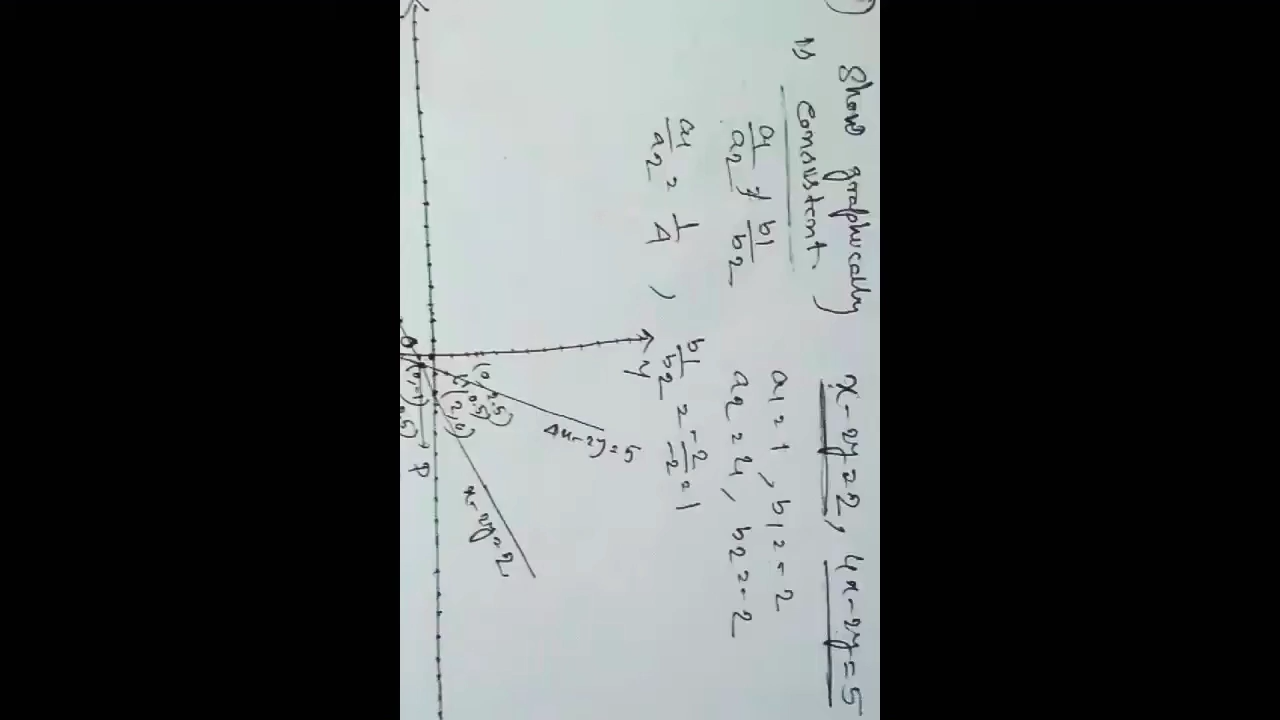 Show graphically x-2y=2, 4x-2y=5
is consistent.
a1/a2 ≠ b1/b2
a1=1, b1=-2
a2=4, b2=-2
a1/a2 = 1/4, b1/b2 = -2/-2 = 1
y
4x-2y=5
(2,0)
(0,-1)
x-2y=2
P